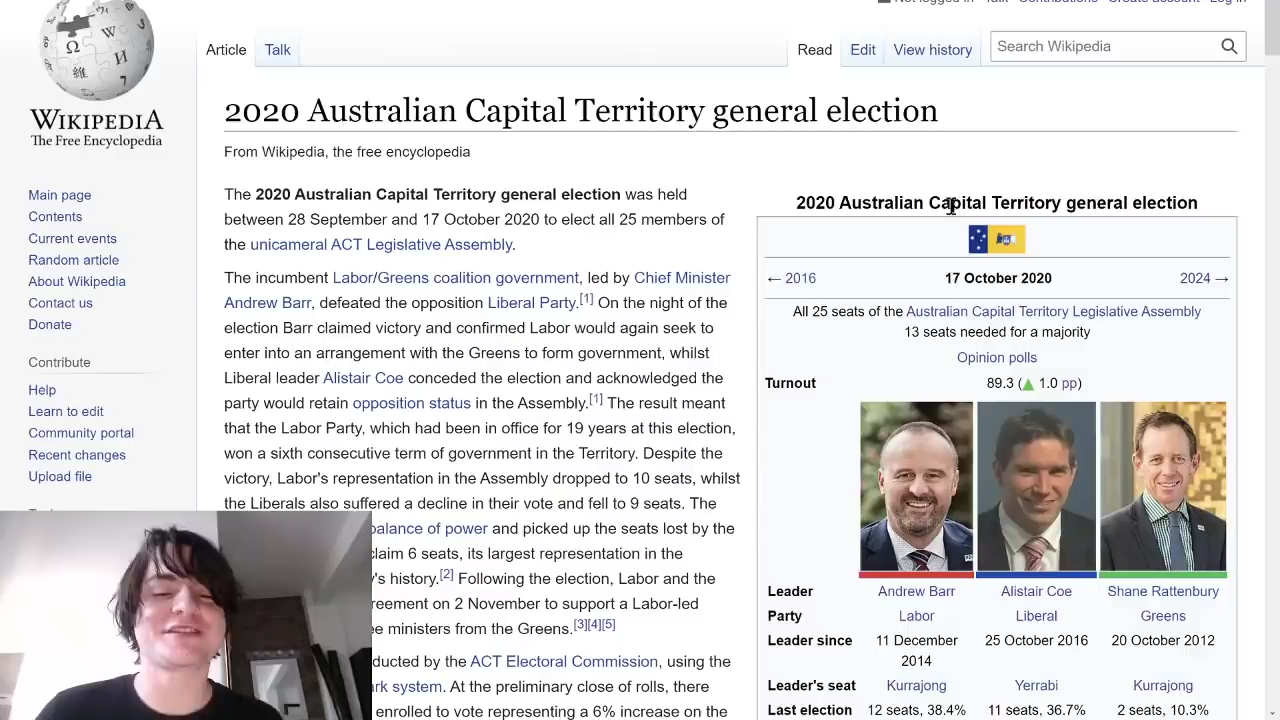 Not logged in Talk Contributions Create account Log in
Article Talk Read Edit View history Search Wikipedia
WIKIPEDIA
The Free Encyclopedia
Main page
Contents
Current events
Random article
About Wikipedia
Contact us
Donate
Contribute
Help
Learn to edit
Community portal
Recent changes
Upload file
2020 Australian Capital Territory general election
From Wikipedia, the free encyclopedia
The 2020 Australian Capital Territory general election was held
between 28 September and 17 October 2020 to elect all 25 members of
the unicameral ACT Legislative Assembly.
The incumbent Labor/Greens coalition government, led by Chief Minister
Andrew Barr, defeated the opposition Liberal Party.[1] On the night of the
election Barr claimed victory and confirmed Labor would again seek to
enter into an arrangement with the Greens to form government, whilst
Liberal leader Alistair Coe conceded the election and acknowledged the
party would retain opposition status in the Assembly.[1] The result meant
that the Labor Party, which had been in office for 19 years at this election,
won a sixth consecutive term of government in the Territory. Despite the
victory, Labor's representation in the Assembly dropped to 10 seats, whilst
the Liberals also suffered a decline in their vote and fell to 9 seats. The
balance of power and picked up the seats lost by the
claim 6 seats, its largest representation in the
's history.[2] Following the election, Labor and the
reement on 2 November to support a Labor-led
ee ministers from the Greens.[3][4][5]
ducted by the ACT Electoral Commission, using the
rk system. At the preliminary close of rolls, there
enrolled to vote representing a 6% increase on the
2020 Australian Capital Territory general election
← 2016 17 October 2020 2024 →
All 25 seats of the Australian Capital Territory Legislative Assembly
13 seats needed for a majority
Opinion polls
Turnout 89.3 (▲ 1.0 pp)
Leader Andrew Barr Alistair Coe Shane Rattenbury
Party Labor Liberal Greens
Leader since 11 December 2014 25 October 2016 20 October 2012
Leader's seat Kurrajong Yerrabi Kurrajong
Last election 12 seats, 38.4% 11 seats, 36.7% 2 seats, 10.3%